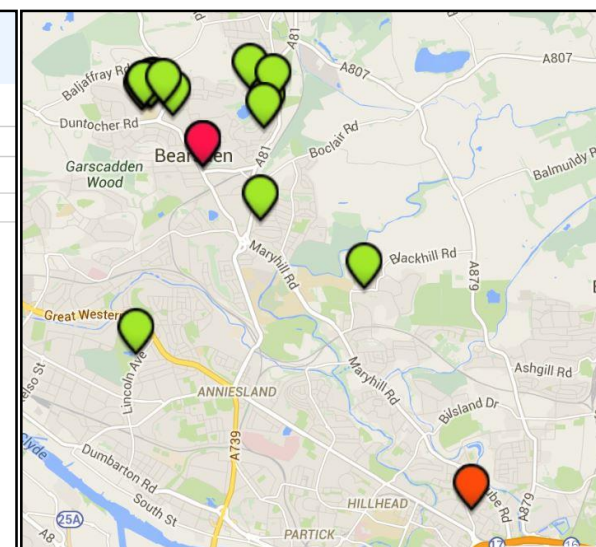 A81
A807
A807
Baljaffray Rd
Duntocher Rd
Boclair Rd
A81
Garscadden
Wood
Balmuildy R
Maryhill Rd
Blackhill Rd
A879
Great Western
Lincoln Ave
Maryhill Rd
Ashgill Rd
ANNIESLAND
Bilsland Dr
A739
Dumbarton Rd
South St
HILLHEAD
A879
25A
A8
PARTICK
17
16